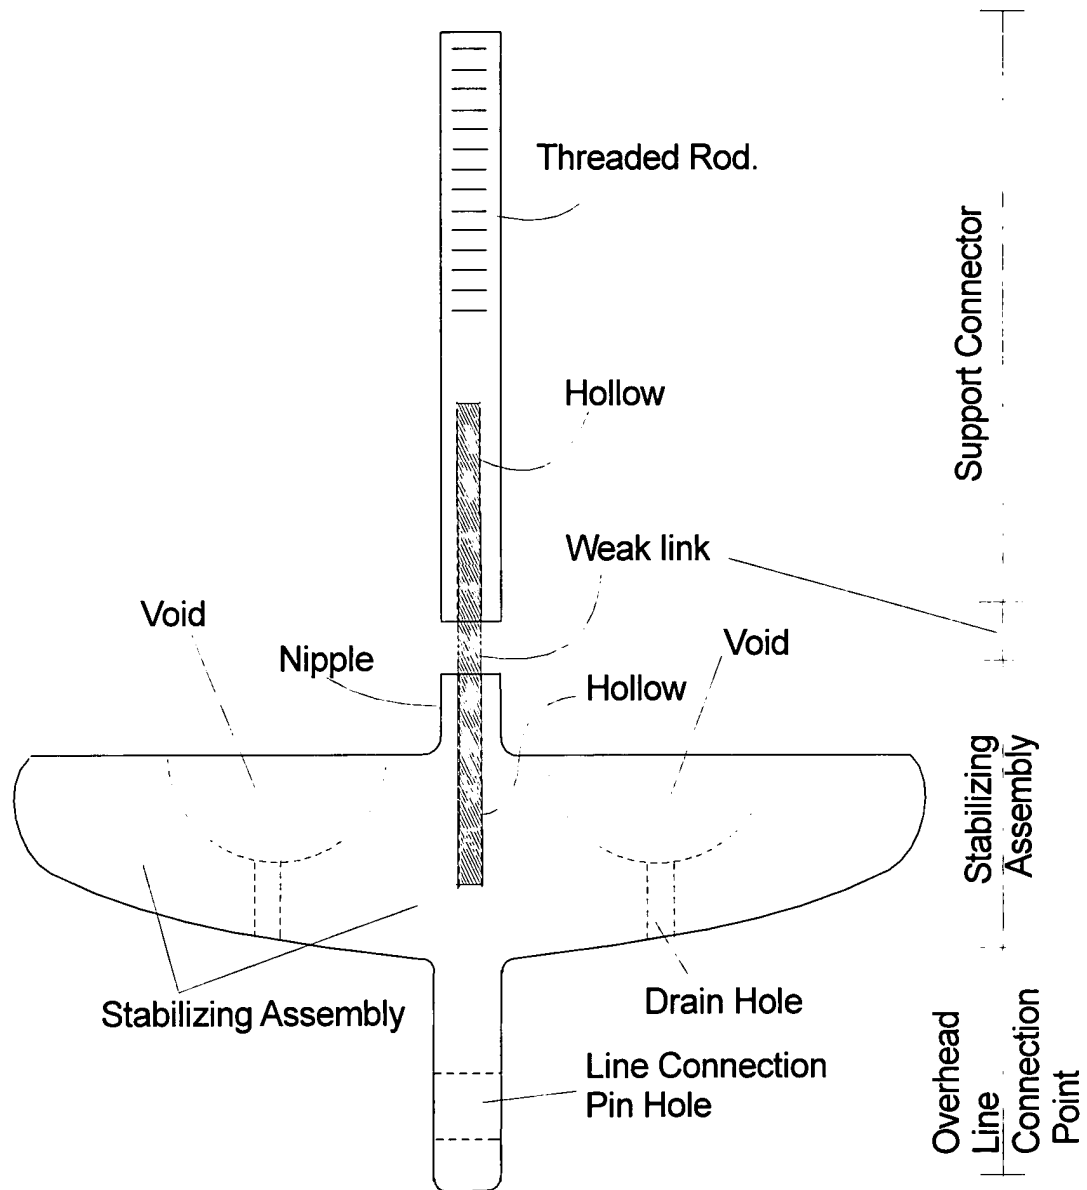 Threaded Rod.
Hollow
Weak link
Void
Nipple
Void
Hollow
Stabilizing Assembly
Drain Hole
Line Connection
Pin Hole
Support Connector
Stabilizing
Assembly
Overhead
Line
Connection
Point